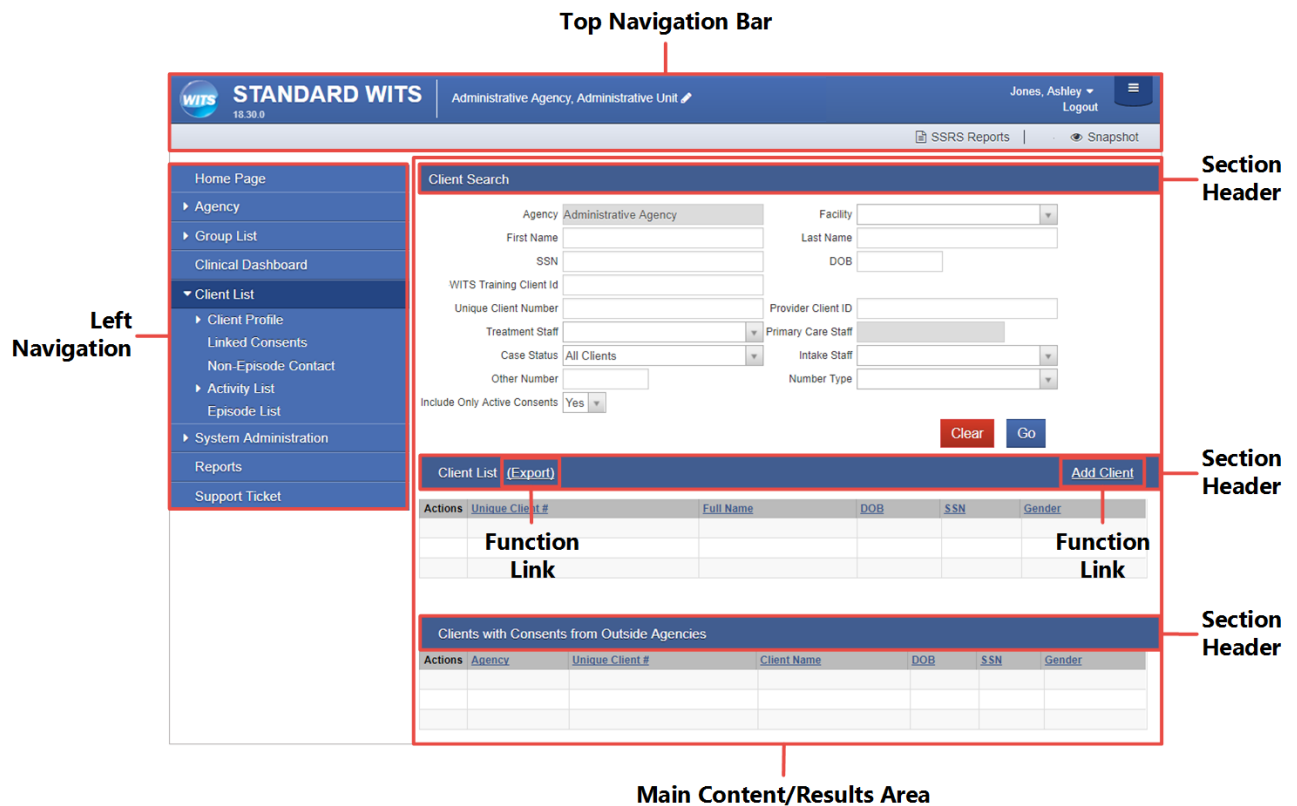 Top Navigation Bar
WITS
STANDARD WITS
18.30.0
Administrative Agency, Administrative Unit
Jones, Ashley
Logout
SSRS Reports | Snapshot
Left
Navigation
Home Page
Agency
Group List
Clinical Dashboard
Client List
Client Profile
Linked Consents
Non-Episode Contact
Activity List
Episode List
System Administration
Reports
Support Ticket
Client Search
Section
Header
Agency Administrative Agency Facility
First Name Last Name
SSN DOB
WITS Training Client Id
Unique Client Number Provider Client ID
Treatment Staff Primary Care Staff
Case Status All Clients Intake Staff
Other Number Number Type
Include Only Active Consents Yes
Clear Go
Client List (Export) Add Client
Section
Header
Actions Unique Client # Full Name DOB SSN Gender
Function
Link
Function
Link
Clients with Consents from Outside Agencies
Section
Header
Actions Agency Unique Client # Client Name DOB SSN Gender
Main Content/Results Area